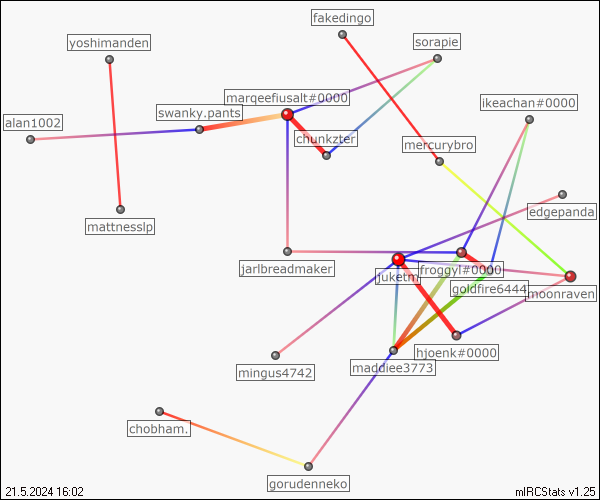 fakedingo
yoshimanden
sorapie
marqeefiusalt#0000
ikeachan#0000
swanky.pants
alan1002
chunkzter
mercurybro
edgepanda
mattnesslp
jarlbreadmaker
froggyl#0000
juketm
goldfire6444
moonraven
hjoenk#0000
mingus4742
maddiee3773
chobham.
gorudenneko
21.5.2024 16:02
mIRCStats v1.25